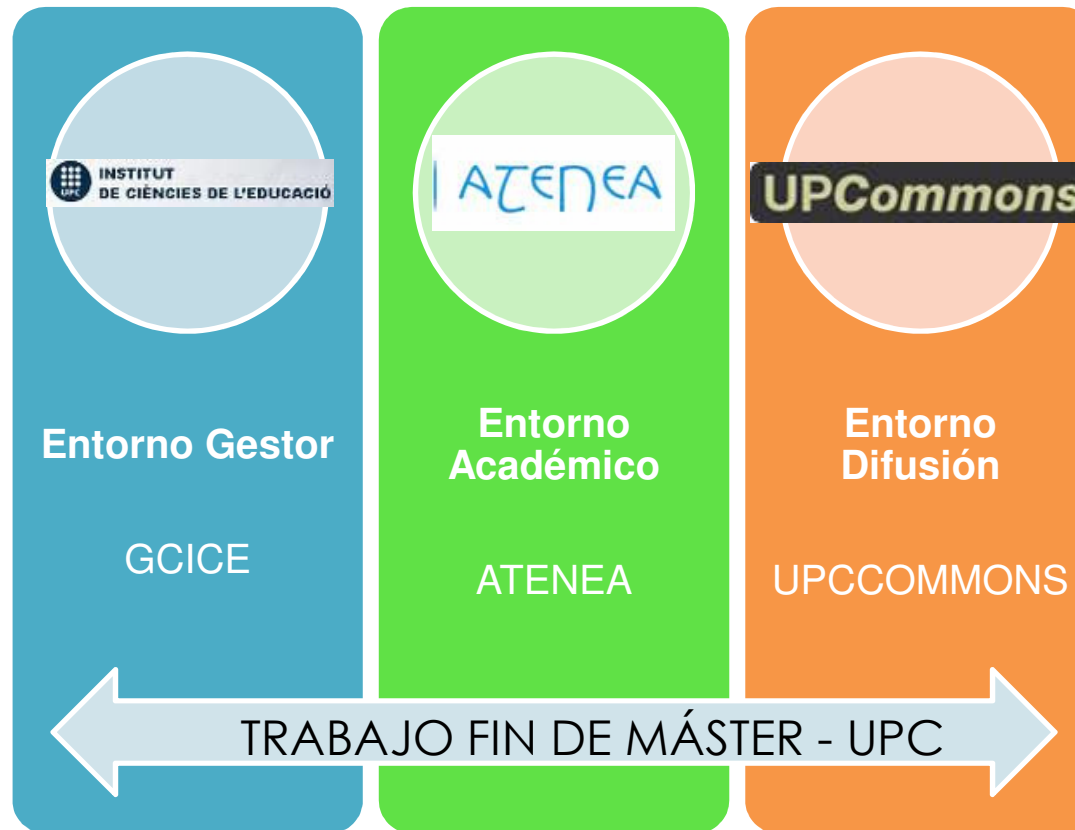 INSTITUT
DE CIÈNCIES DE L'EDUCACIÓ
UPC
ATENEA
UPCommons
Entorno Gestor
GCICE
Entorno
Académico
ATENEA
Entorno
Difusión
UPCCOMMONS
TRABAJO FIN DE MÁSTER - UPC